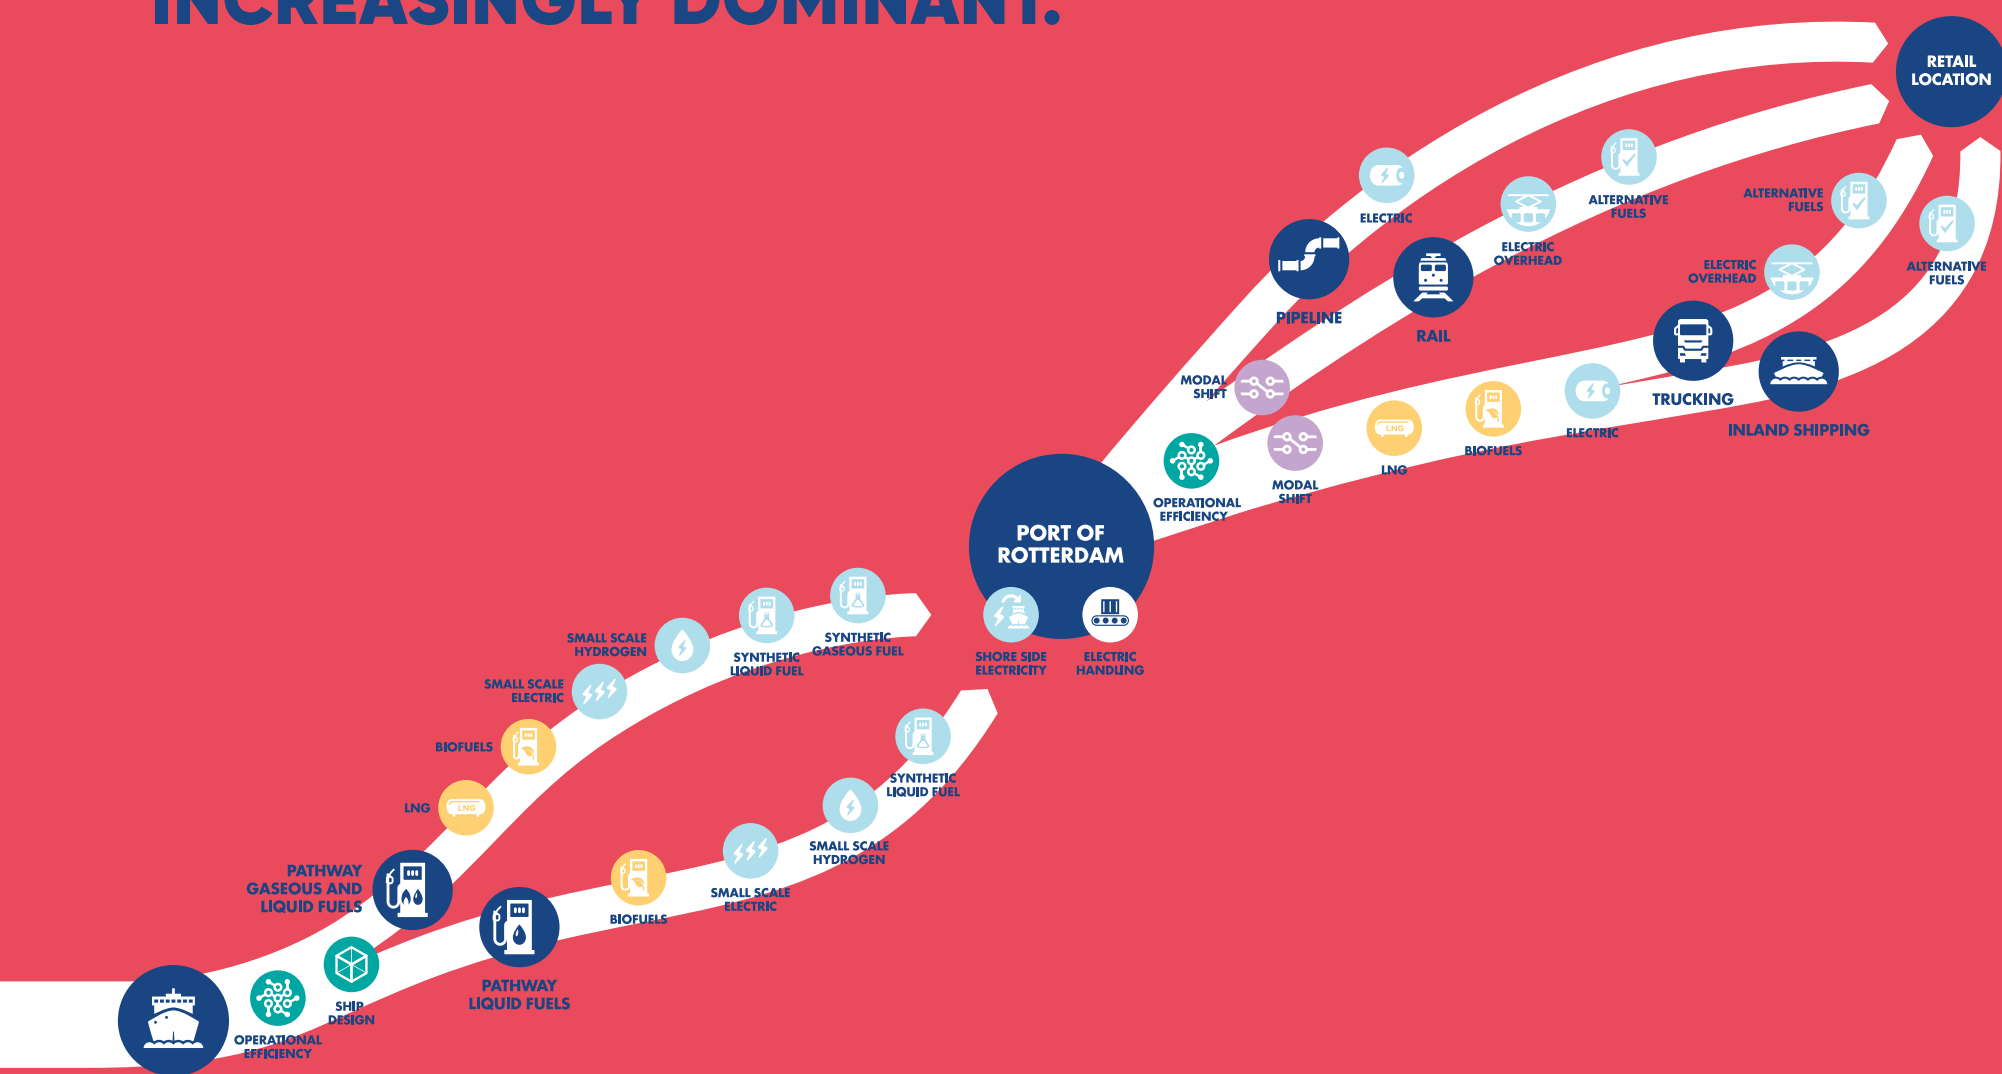 INCREASINGLY DOMINANT.
RETAIL
LOCATION
ELECTRIC
ALTERNATIVE
FUELS
ELECTRIC
OVERHEAD
ALTERNATIVE
FUELS
ALTERNATIVE
FUELS
ELECTRIC
OVERHEAD
PIPELINE
RAIL
MODAL
SHIFT
TRUCKING
INLAND SHIPPING
ELECTRIC
BIOFUELS
LNG
LNG
MODAL
SHIFT
OPERATIONAL
EFFICIENCY
PORT OF
ROTTERDAM
SHORE SIDE
ELECTRICITY
ELECTRIC
HANDLING
SYNTHETIC
GASEOUS FUEL
SYNTHETIC
LIQUID FUEL
SMALL SCALE
HYDROGEN
SMALL SCALE
ELECTRIC
BIOFUELS
LNG
LNG
SYNTHETIC
LIQUID FUEL
SMALL SCALE
HYDROGEN
SMALL SCALE
ELECTRIC
BIOFUELS
PATHWAY
GASEOUS AND
LIQUID FUELS
PATHWAY
LIQUID FUELS
SHIP
DESIGN
OPERATIONAL
EFFICIENCY